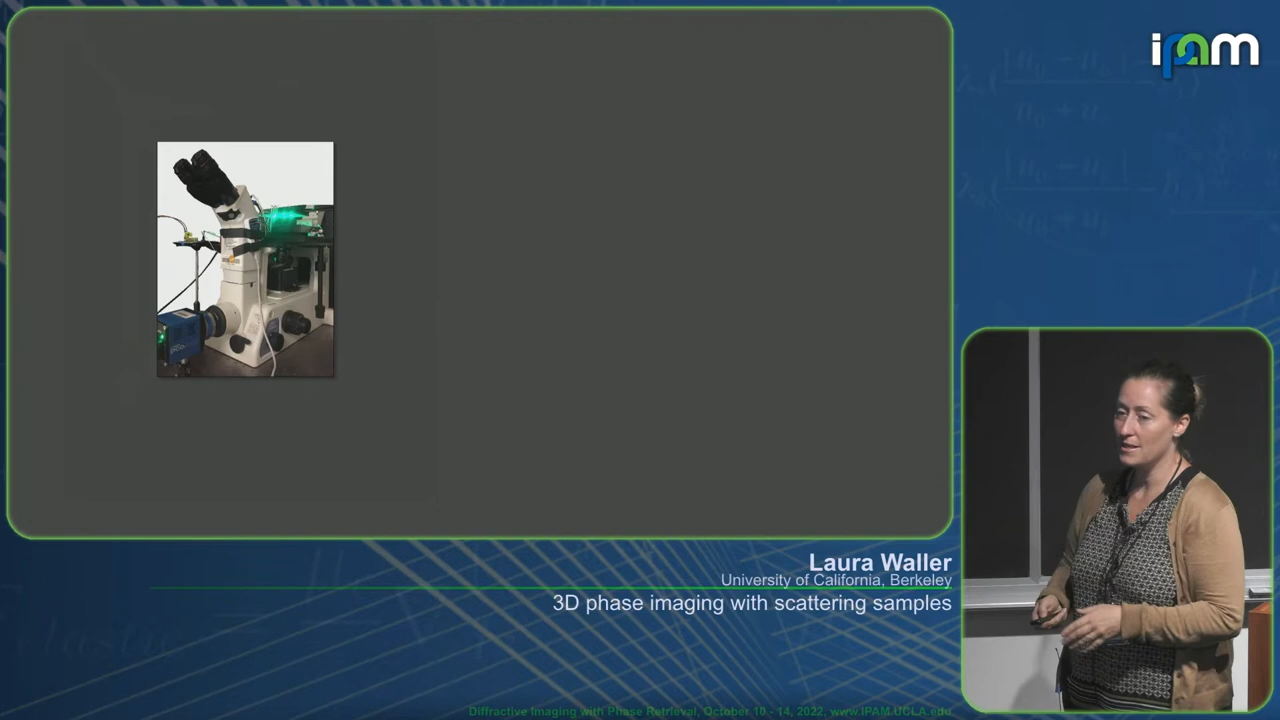 ipam
Laura Waller
University of California, Berkeley
3D phase imaging with scattering samples
Diffractive Imaging with Phase Retrieval, October 10 - 14, 2022, www.IPAM.UCLA.edu